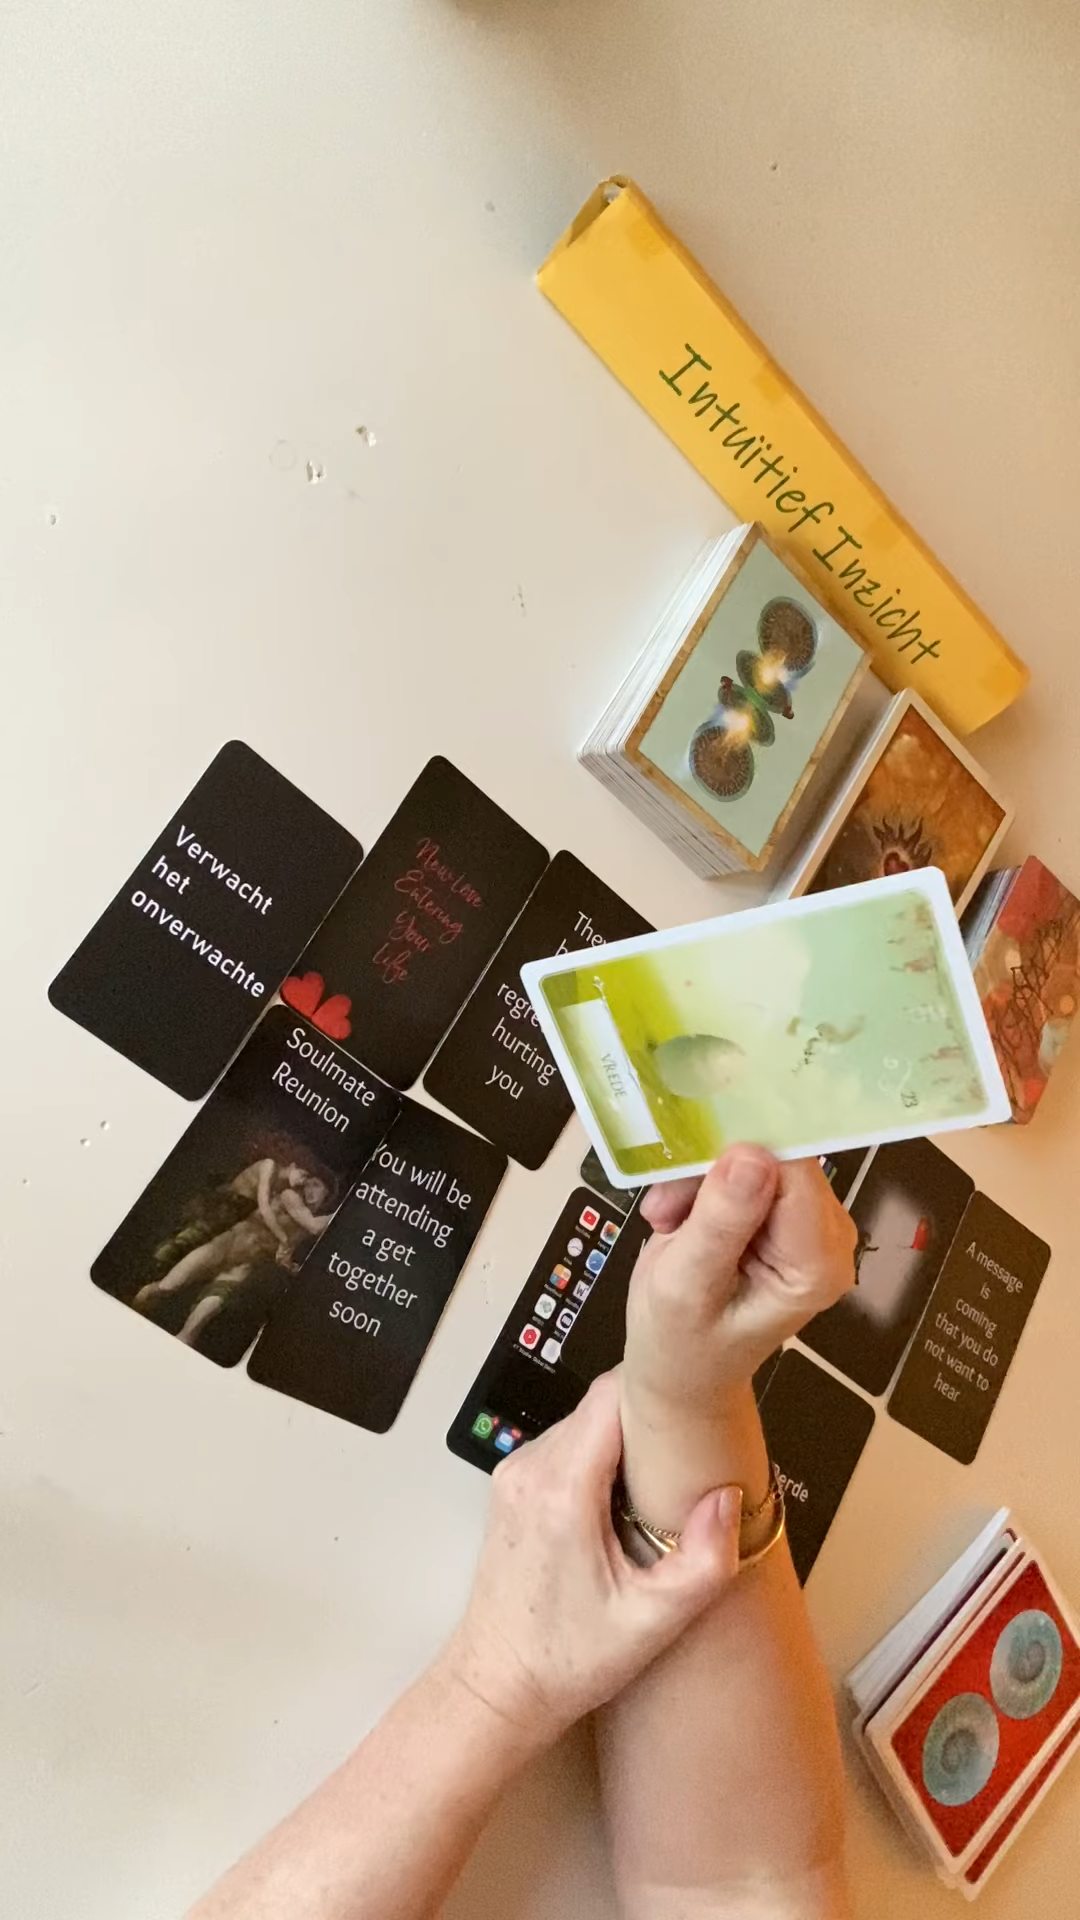 Intuïtief Inzicht
Verwacht
het
onverwachte
New Love
Entering
Your
Life
hurting
you
Soulmate
Reunion
You will be
attending
a get
together
soon
VREDE
23
A message
is
coming
that you do
not want to
hear